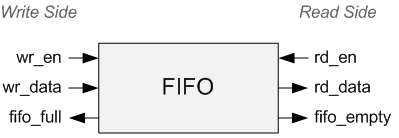 Write Side
Read Side
wr_en
rd_en
wr_data
FIFO
rd_data
fifo_full
fifo_empty